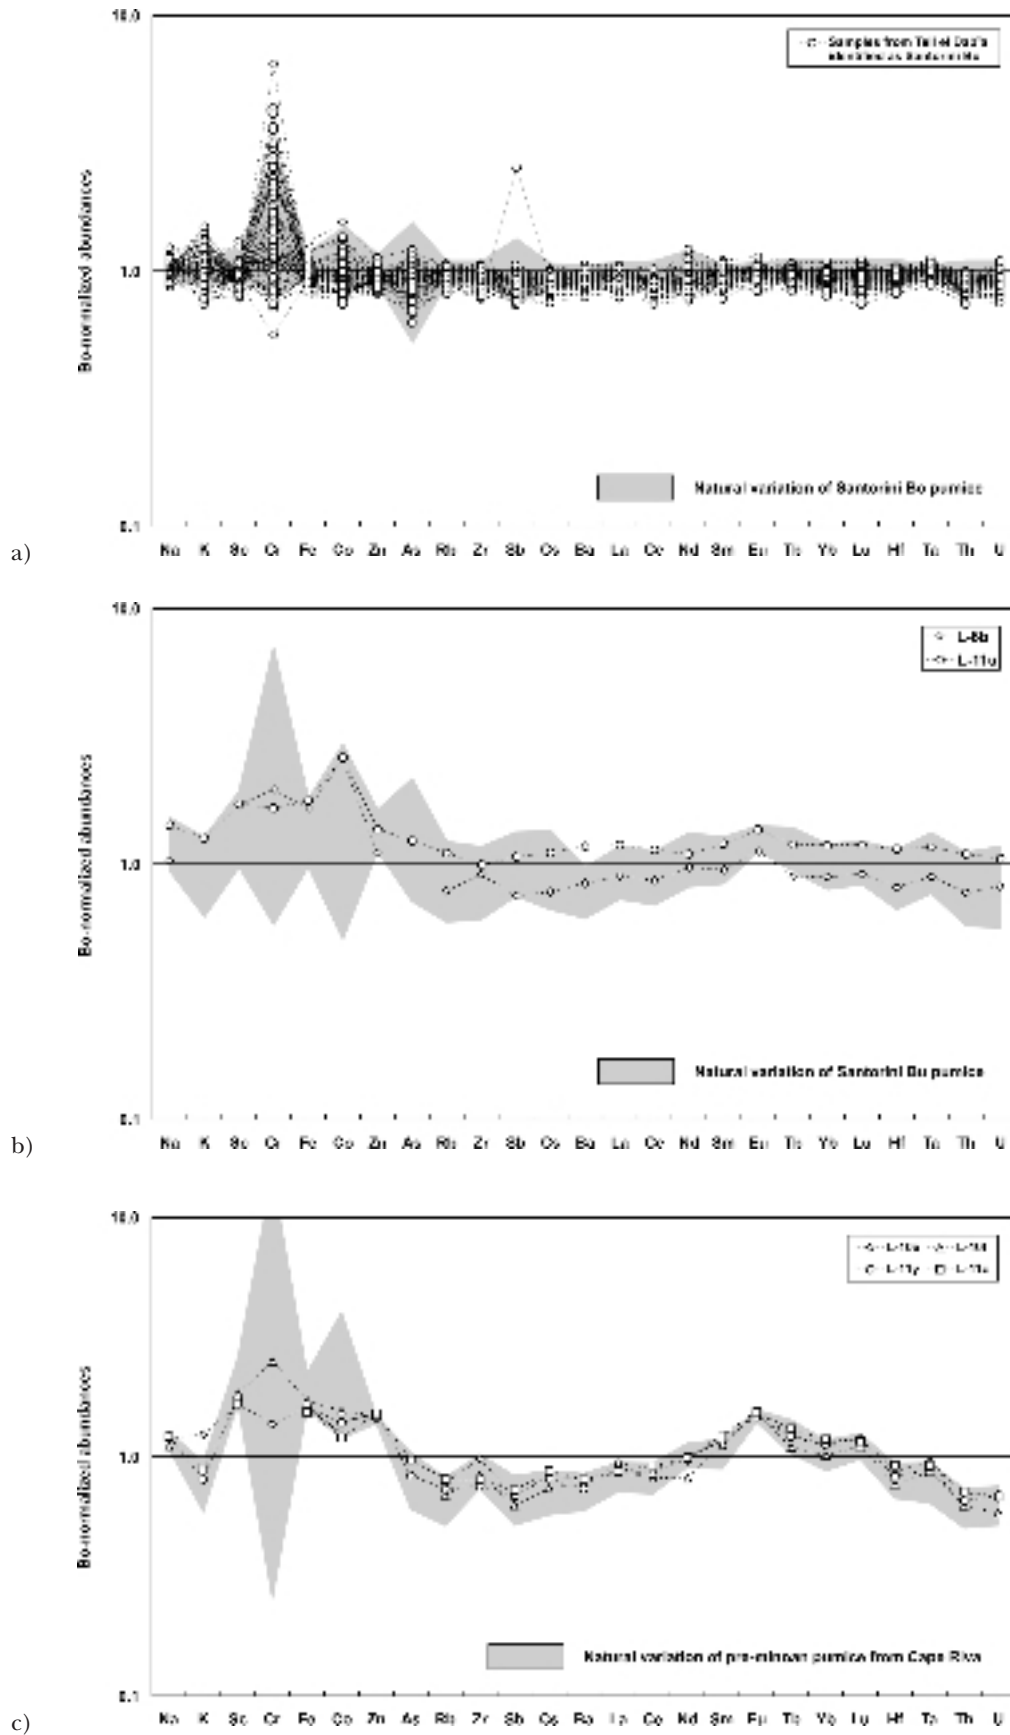 10.0
Samples from Tell el Dab'a
identified as Santorini Bo
Bo-normalized abundances
1.0
Natural variation of Santorini Bo pumice
0.1
Na K Sc Cr Fe Co Zn As Rb Zr Sb Cs Ba La Ce Nd Sm Eu Tb Yb Lu Hf Ta Th U
a)
10.0
L-11u
Bo-normalized abundances
1.0
Natural variation of Santorini Bu pumice
0.1
Na K Sc Cr Fe Co Zn As Rb Zr Sb Cs Ba La Ce Nd Sm Eu Tb Yb Lu Hf Ta Th U
b)
10.0
L-11y
Bo-normalized abundances
1.0
Natural variation of pre-minoan pumice from Cape Riva
0.1
Na K Sc Cr Fe Co Zn As Rb Zr Sb Cs Ba La Ce Nd Sm Eu Tb Yb Lu Hf Ta Th U
c)